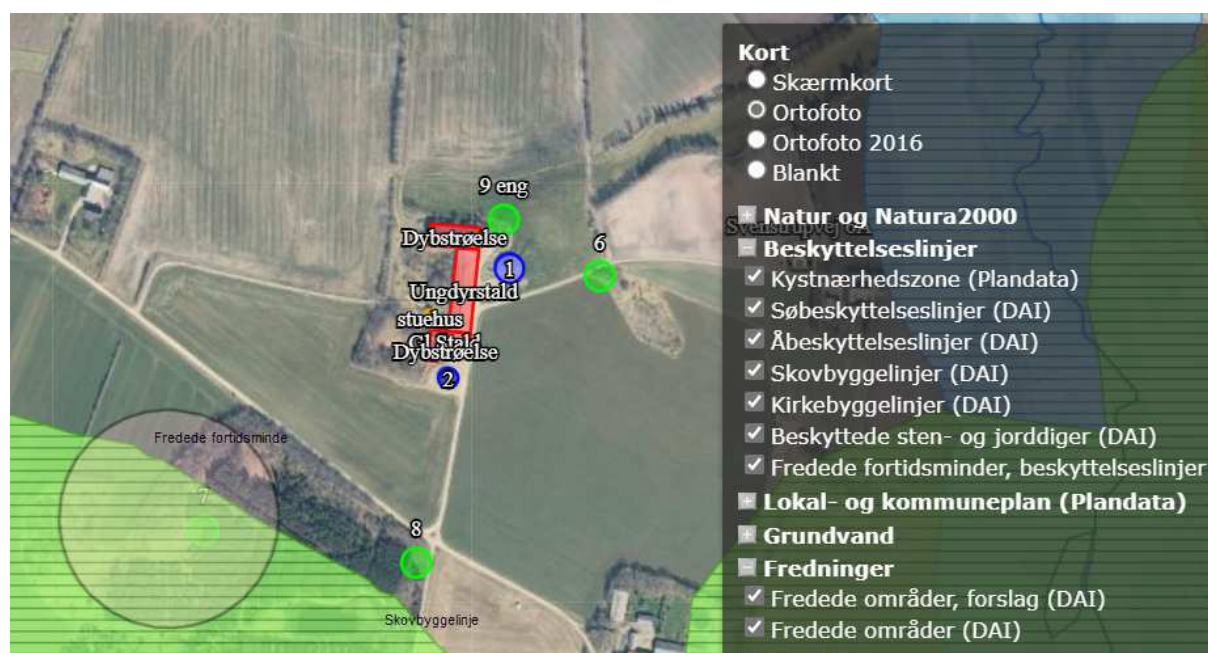 9 eng
Dybstrøelse
6
1
Ungdyrstald
stuehus
Gl Stald
Dybstrøelse
2
Fredede fortidsminde
7
8
Skovbyggelinje
Kort
Skærmkort
Ortofoto
Ortofoto 2016
Blankt
Natur og Natura2000
Svenstrupvej
Beskyttelseslinjer
Kystnærhedszone (Plandata)
Søbeskyttelseslinjer (DAI)
Åbeskyttelseslinjer (DAI)
Skovbyggelinjer (DAI)
Kirkebyggelinjer (DAI)
Beskyttede sten- og jorddiger (DAI)
Fredede fortidsminder, beskyttelseslinjer
Lokal- og kommuneplan (Plandata)
Grundvand
Fredninger
Fredede områder, forslag (DAI)
Fredede områder (DAI)